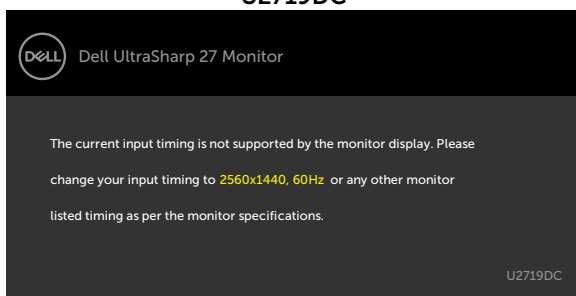 U2719DC
DELL
Dell UltraSharp 27 Monitor
The current input timing is not supported by the monitor display. Please
change your input timing to 2560x1440, 60Hz or any other monitor
listed timing as per the monitor specifications.
U2719DC